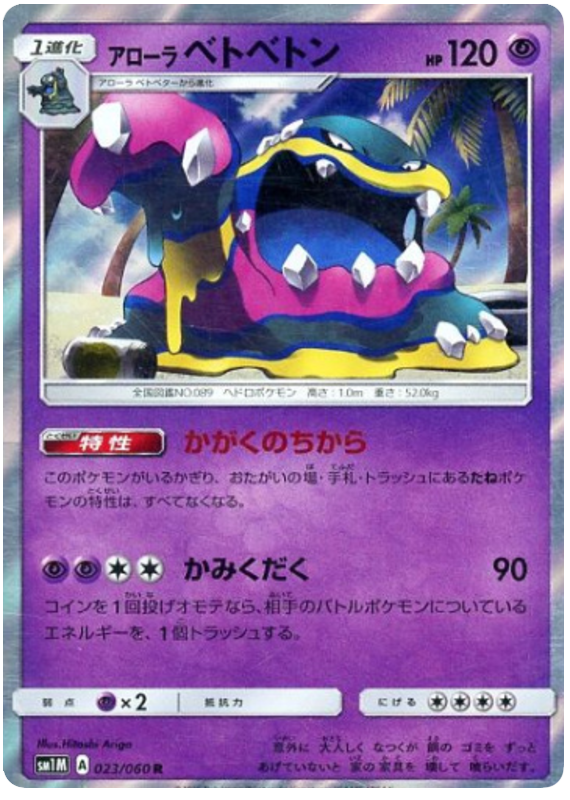 1進化 アローラ ベトベトン HP 120
アローラ ベトベターから進化
全国図鑑NO.089 ヘドロポケモン 高さ：1.0m 重さ：52.0kg
とくせい
特性 かがくのちから
このポケモンがいるかぎり、おたがいの場・手札・トラッシュにあるたねポケ
モンの特性は、すべてなくなる。
かみくだく 90
コインを1回投げオモテなら、相手のバトルポケモンについている
エネルギーを、1個トラッシュする。
弱点 ×2 抵抗力 にげる
Illus.Hitoshi Ariga
SM1M A 023/060 R
意外に 大人しく なつくが 餌の ゴミを ずっと
あげていないと 家の 家具を 壊して 喰らいだす。